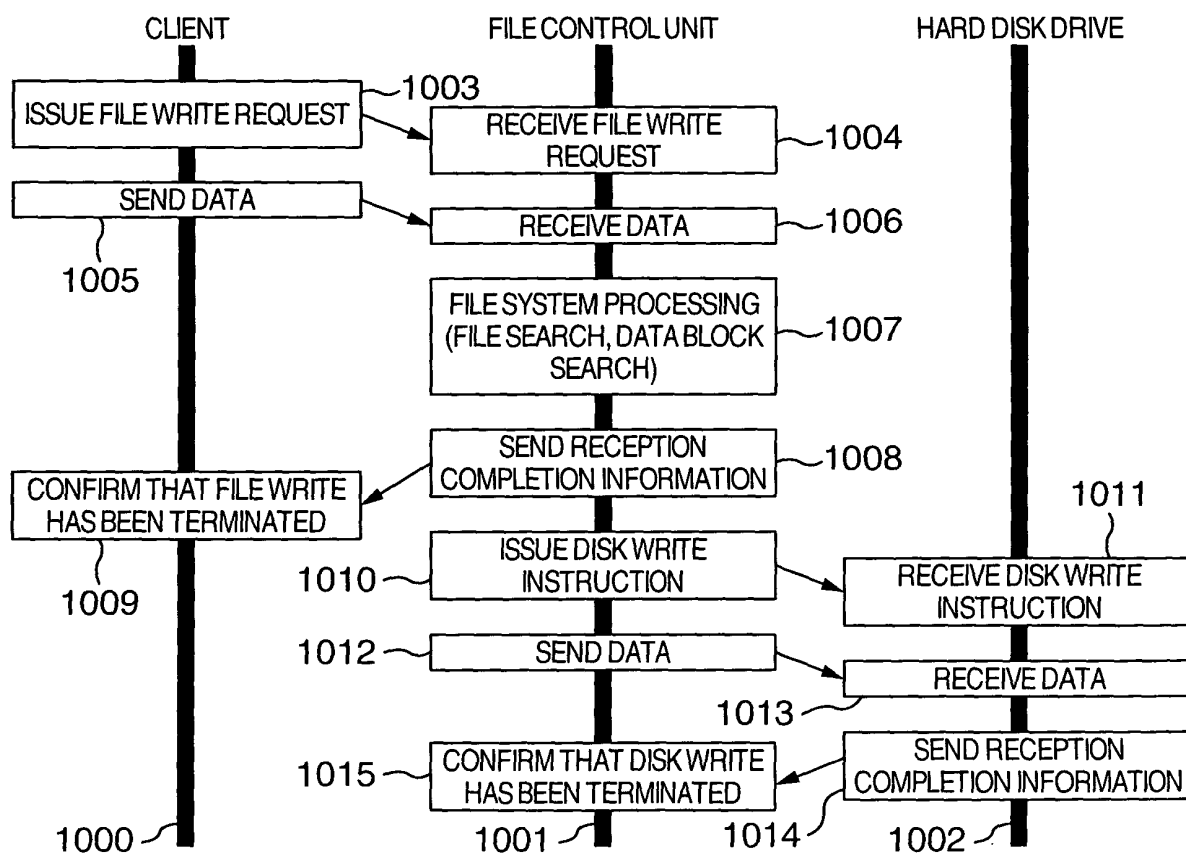 CLIENT
FILE CONTROL UNIT
HARD DISK DRIVE
1003
ISSUE FILE WRITE REQUEST
RECEIVE FILE WRITE
REQUEST
1004
SEND DATA
1005
RECEIVE DATA
1006
FILE SYSTEM PROCESSING
(FILE SEARCH, DATA BLOCK
SEARCH)
1007
SEND RECEPTION
COMPLETION INFORMATION
1008
CONFIRM THAT FILE WRITE
HAS BEEN TERMINATED
1009
ISSUE DISK WRITE
INSTRUCTION
1010
1011
RECEIVE DISK WRITE
INSTRUCTION
1012
SEND DATA
RECEIVE DATA
1013
SEND RECEPTION
COMPLETION INFORMATION
1014
CONFIRM THAT DISK WRITE
HAS BEEN TERMINATED
1015
1000
1001
1002